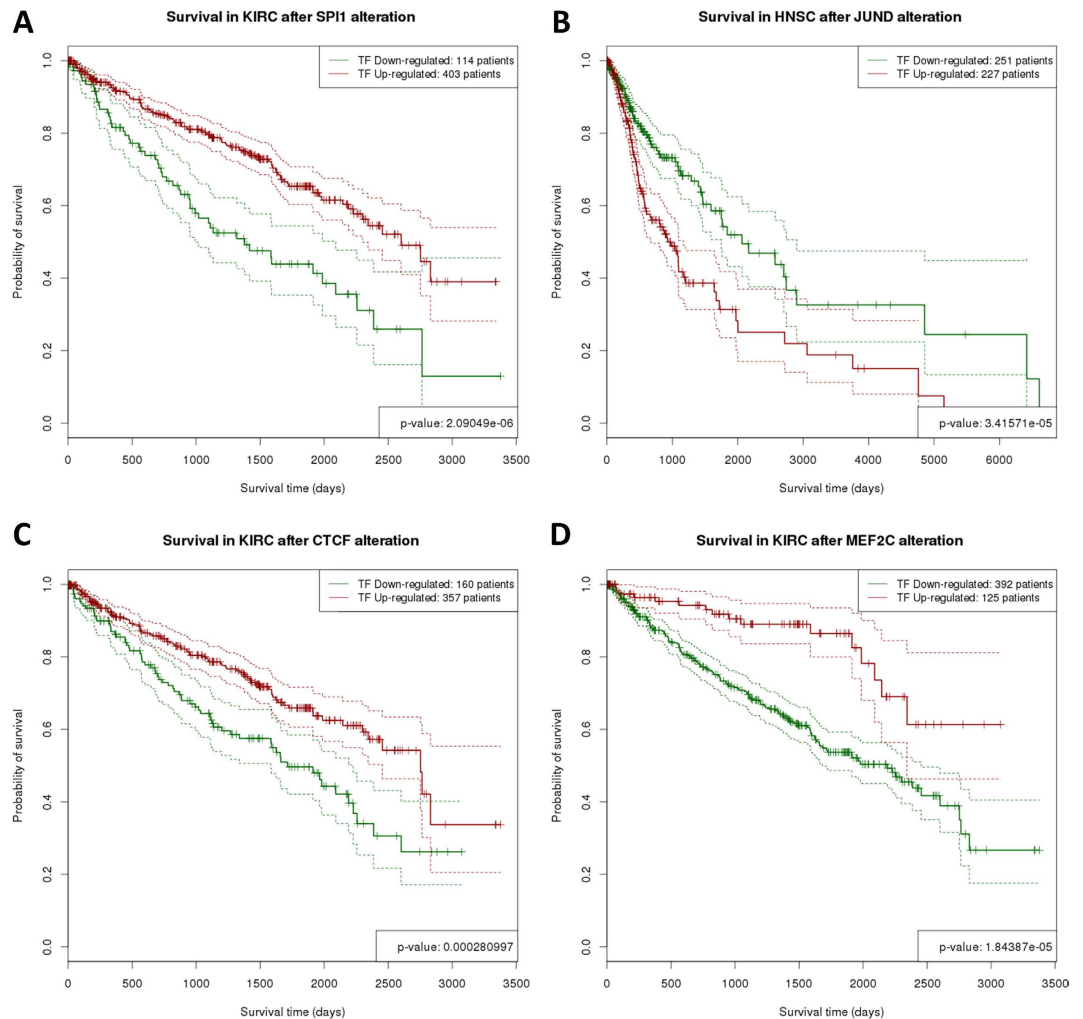 A
Survival in KIRC after SPI1 alteration
TF Down-regulated: 114 patients
TF Up-regulated: 403 patients
Probability of survival
0.0
0.2
0.4
0.6
0.8
1.0
p-value: 2.09049e-06
0 500 1000 1500 2000 2500 3000 3500
Survival time (days)
B
Survival in HNSC after JUND alteration
TF Down-regulated: 251 patients
TF Up-regulated: 227 patients
Probability of survival
0.0
0.2
0.4
0.6
0.8
1.0
p-value: 3.41571e-05
0 1000 2000 3000 4000 5000 6000
Survival time (days)
C
Survival in KIRC after CTCF alteration
TF Down-regulated: 160 patients
TF Up-regulated: 357 patients
Probability of survival
0.0
0.2
0.4
0.6
0.8
1.0
p-value: 0.000280997
0 500 1000 1500 2000 2500 3000 3500
Survival time (days)
D
Survival in KIRC after MEF2C alteration
TF Down-regulated: 392 patients
TF Up-regulated: 125 patients
Probability of survival
0.0
0.2
0.4
0.6
0.8
1.0
p-value: 1.84387e-05
0 500 1000 1500 2000 2500 3000 3500
Survival time (days)